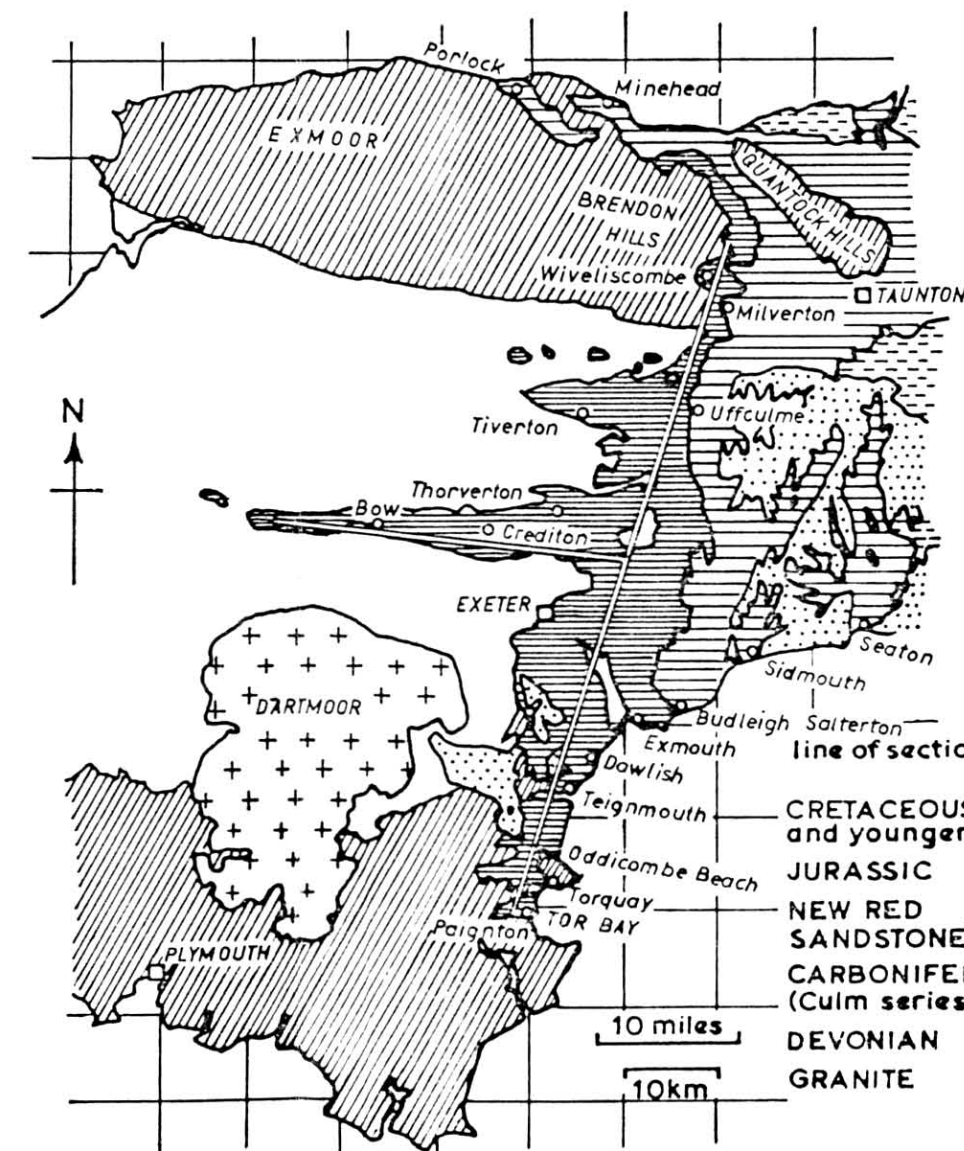 Porlock
Minehead
EXMOOR
QUANTOCK HILLS
BRENDON
HILLS
Wiveliscombe
TAUNTON
Milverton
N
Uffculme
Tiverton
Thorverton
Bow
Crediton
EXETER
Seaton
Sidmouth
DARTMOOR
Budleigh Salterton
Exmouth
line of sectio
Dawlish
Teignmouth
CRETACEOUS
and younger
Oddicombe Beach
JURASSIC
Torquay
TOR BAY
NEW RED
SANDSTONE
Paignton
PLYMOUTH
CARBONIFE
(Culm series
10 miles
DEVONIAN
10km
GRANITE